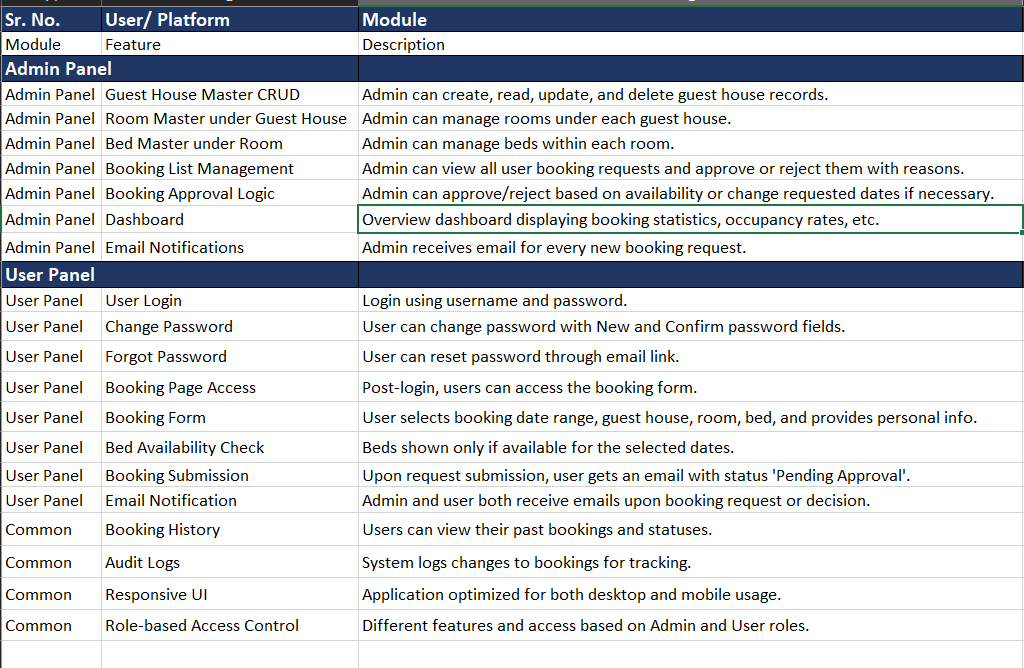 Sr. No. User/ Platform Module
Module Feature Description
Admin Panel
Admin Panel Guest House Master CRUD Admin can create, read, update, and delete guest house records.
Admin Panel Room Master under Guest House Admin can manage rooms under each guest house.
Admin Panel Bed Master under Room Admin can manage beds within each room.
Admin Panel Booking List Management Admin can view all user booking requests and approve or reject them with reasons.
Admin Panel Booking Approval Logic Admin can approve/reject based on availability or change requested dates if necessary.
Admin Panel Dashboard Overview dashboard displaying booking statistics, occupancy rates, etc.
Admin Panel Email Notifications Admin receives email for every new booking request.
User Panel
User Panel User Login Login using username and password.
User Panel Change Password User can change password with New and Confirm password fields.
User Panel Forgot Password User can reset password through email link.
User Panel Booking Page Access Post-login, users can access the booking form.
User Panel Booking Form User selects booking date range, guest house, room, bed, and provides personal info.
User Panel Bed Availability Check Beds shown only if available for the selected dates.
User Panel Booking Submission Upon request submission, user gets an email with status 'Pending Approval'.
User Panel Email Notification Admin and user both receive emails upon booking request or decision.
Common Booking History Users can view their past bookings and statuses.
Common Audit Logs System logs changes to bookings for tracking.
Common Responsive UI Application optimized for both desktop and mobile usage.
Common Role-based Access Control Different features and access based on Admin and User roles.